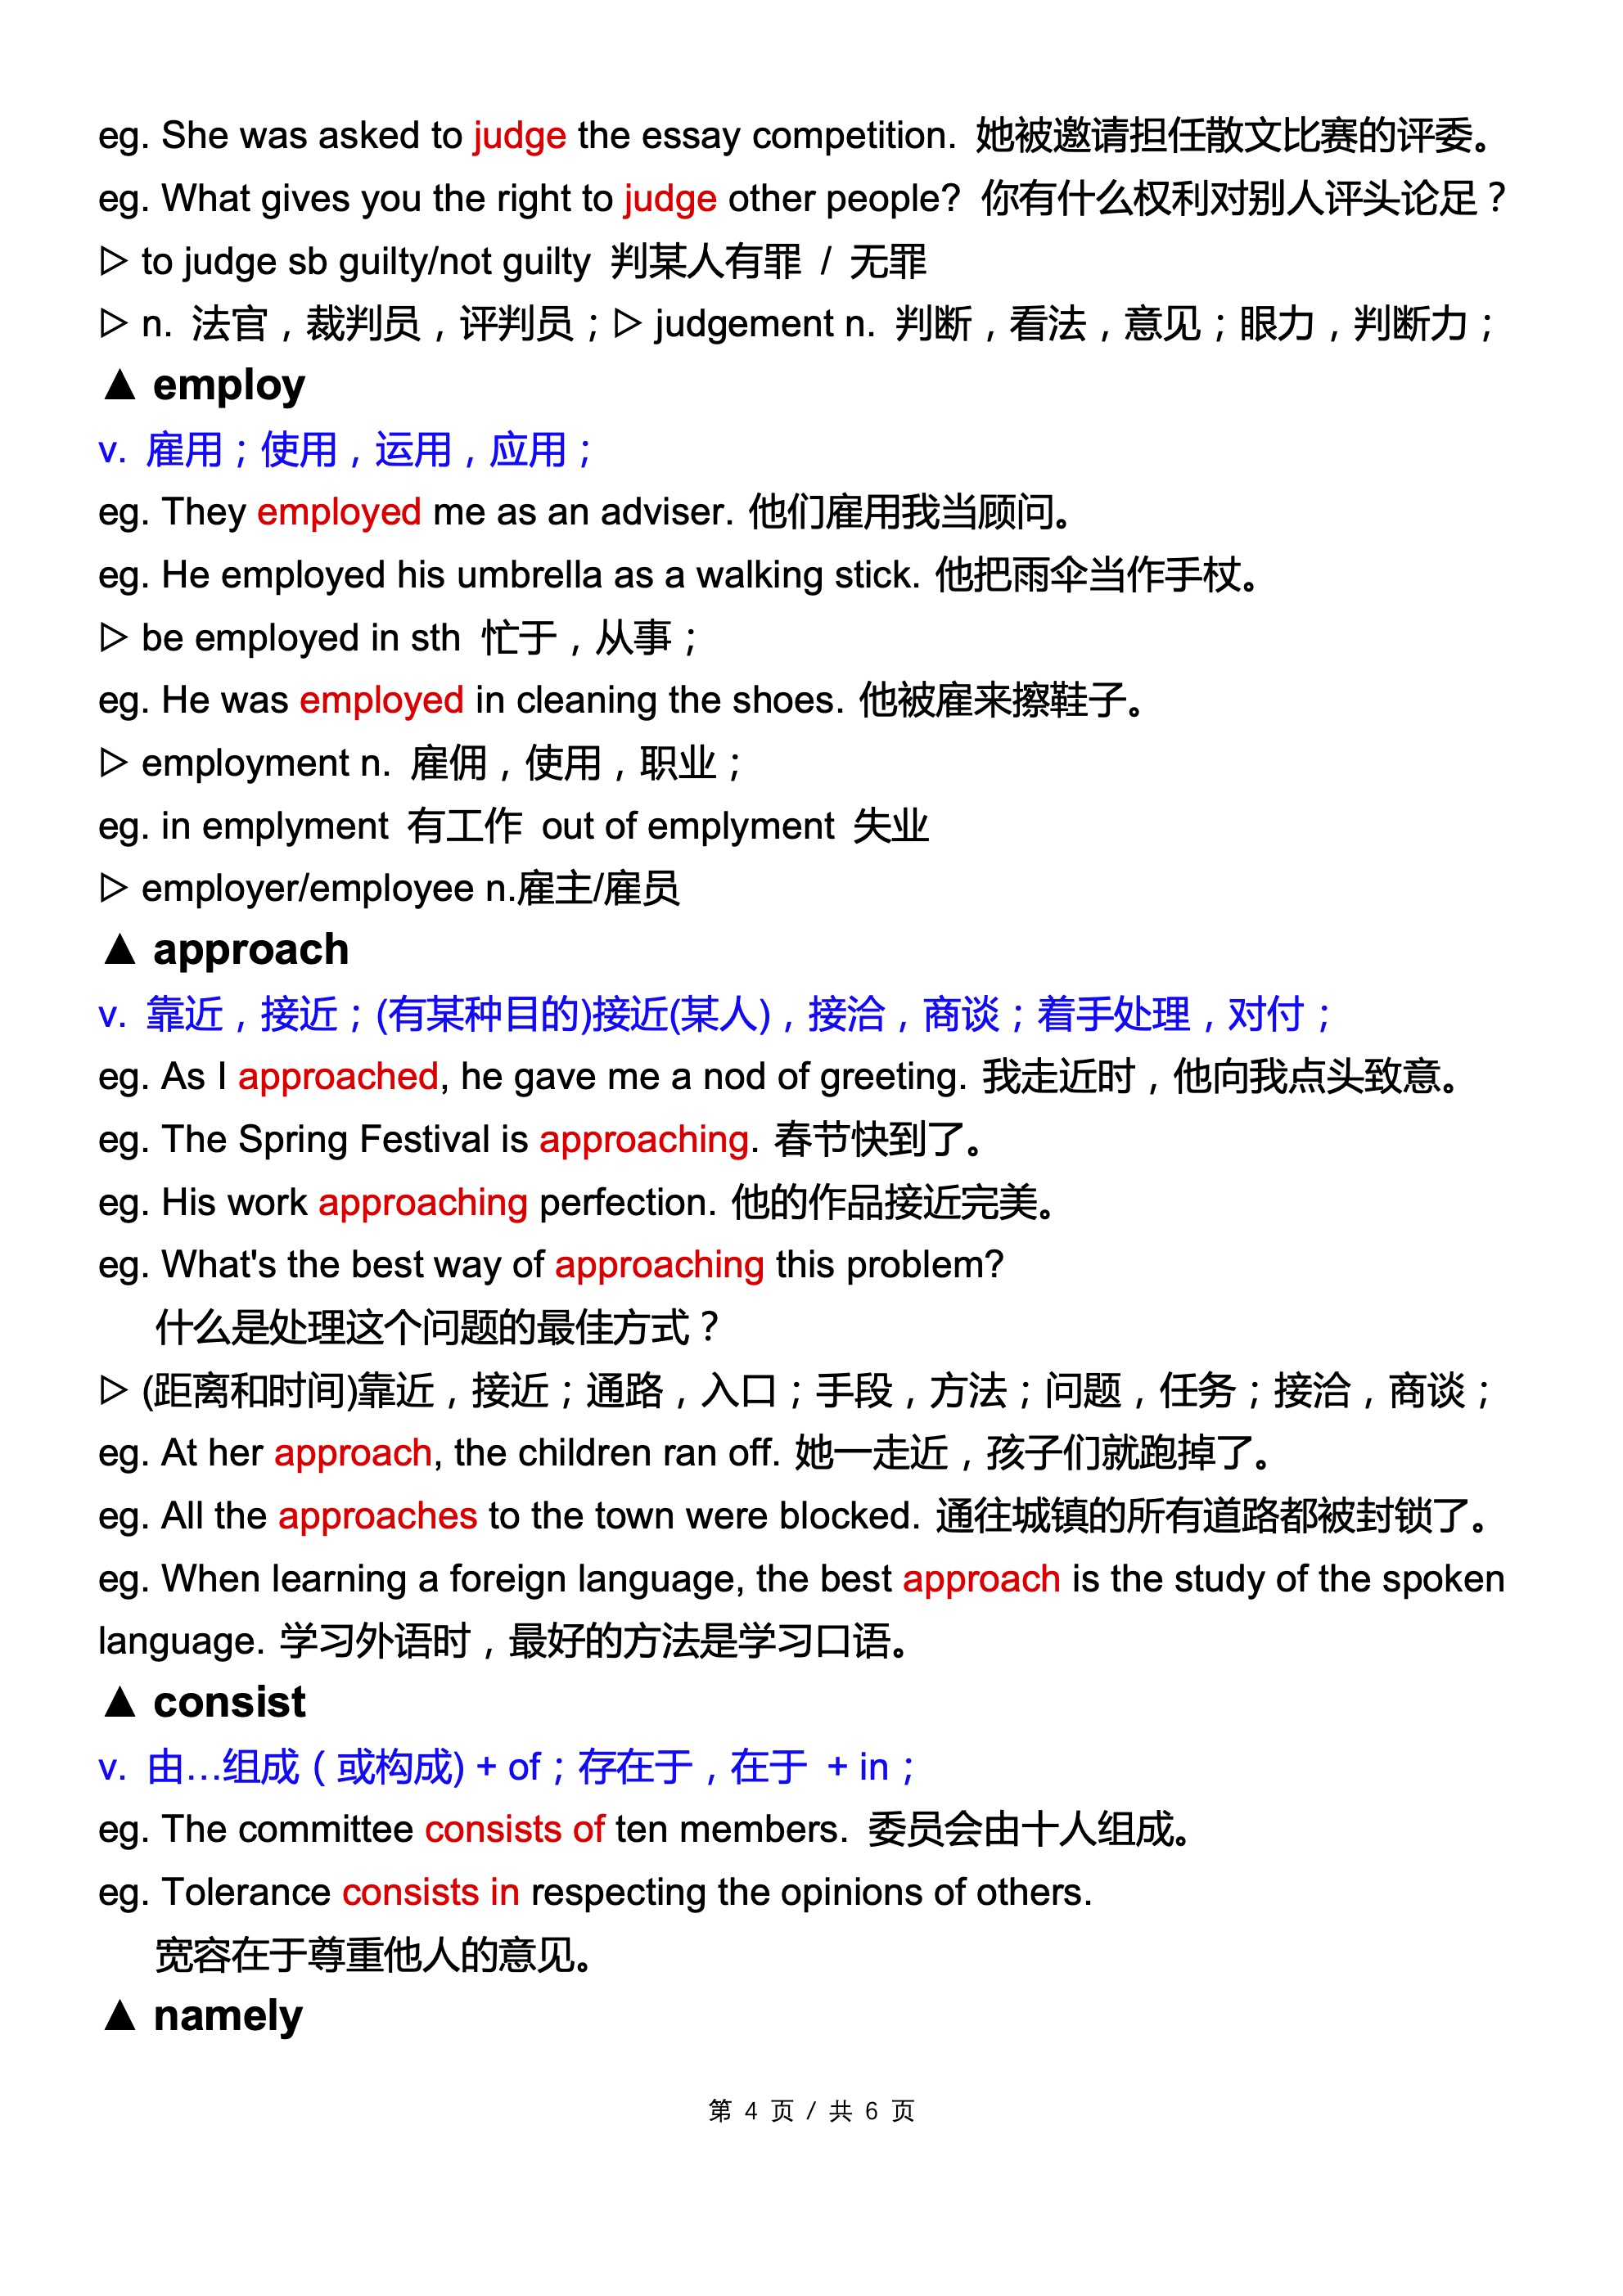 eg. She was asked to judge the essay competition. 她被邀请担任散文比赛的评委。
eg. What gives you the right to judge other people? 你有什么权利对别人评头论足？
▷ to judge sb guilty/not guilty 判某人有罪 / 无罪
▷ n. 法官，裁判员，评判员；▷ judgement n. 判断，看法，意见；眼力，判断力；
▲ employ
v. 雇用；使用，运用，应用；
eg. They employed me as an adviser. 他们雇用我当顾问。
eg. He employed his umbrella as a walking stick. 他把雨伞当作手杖。
▷ be employed in sth 忙于，从事；
eg. He was employed in cleaning the shoes. 他被雇来擦鞋子。
▷ employment n. 雇佣，使用，职业；
eg. in emplyment 有工作 out of emplyment 失业
▷ employer/employee n.雇主/雇员
▲ approach
v. 靠近，接近；(有某种目的)接近(某人)，接洽，商谈；着手处理，对付；
eg. As I approached, he gave me a nod of greeting. 我走近时，他向我点头致意。
eg. The Spring Festival is approaching. 春节快到了。
eg. His work approaching perfection. 他的作品接近完美。
eg. What's the best way of approaching this problem?
什么是处理这个问题的最佳方式？
▷ (距离和时间)靠近，接近；通路，入口；手段，方法；问题，任务；接洽，商谈；
eg. At her approach, the children ran off. 她一走近，孩子们就跑掉了。
eg. All the approaches to the town were blocked. 通往城镇的所有道路都被封锁了。
eg. When learning a foreign language, the best approach is the study of the spoken
language. 学习外语时，最好的方法是学习口语。
▲ consist
v. 由…组成（或构成) + of；存在于，在于 + in；
eg. The committee consists of ten members. 委员会由十人组成。
eg. Tolerance consists in respecting the opinions of others.
宽容在于尊重他人的意见。
▲ namely
第 4 页 / 共 6 页